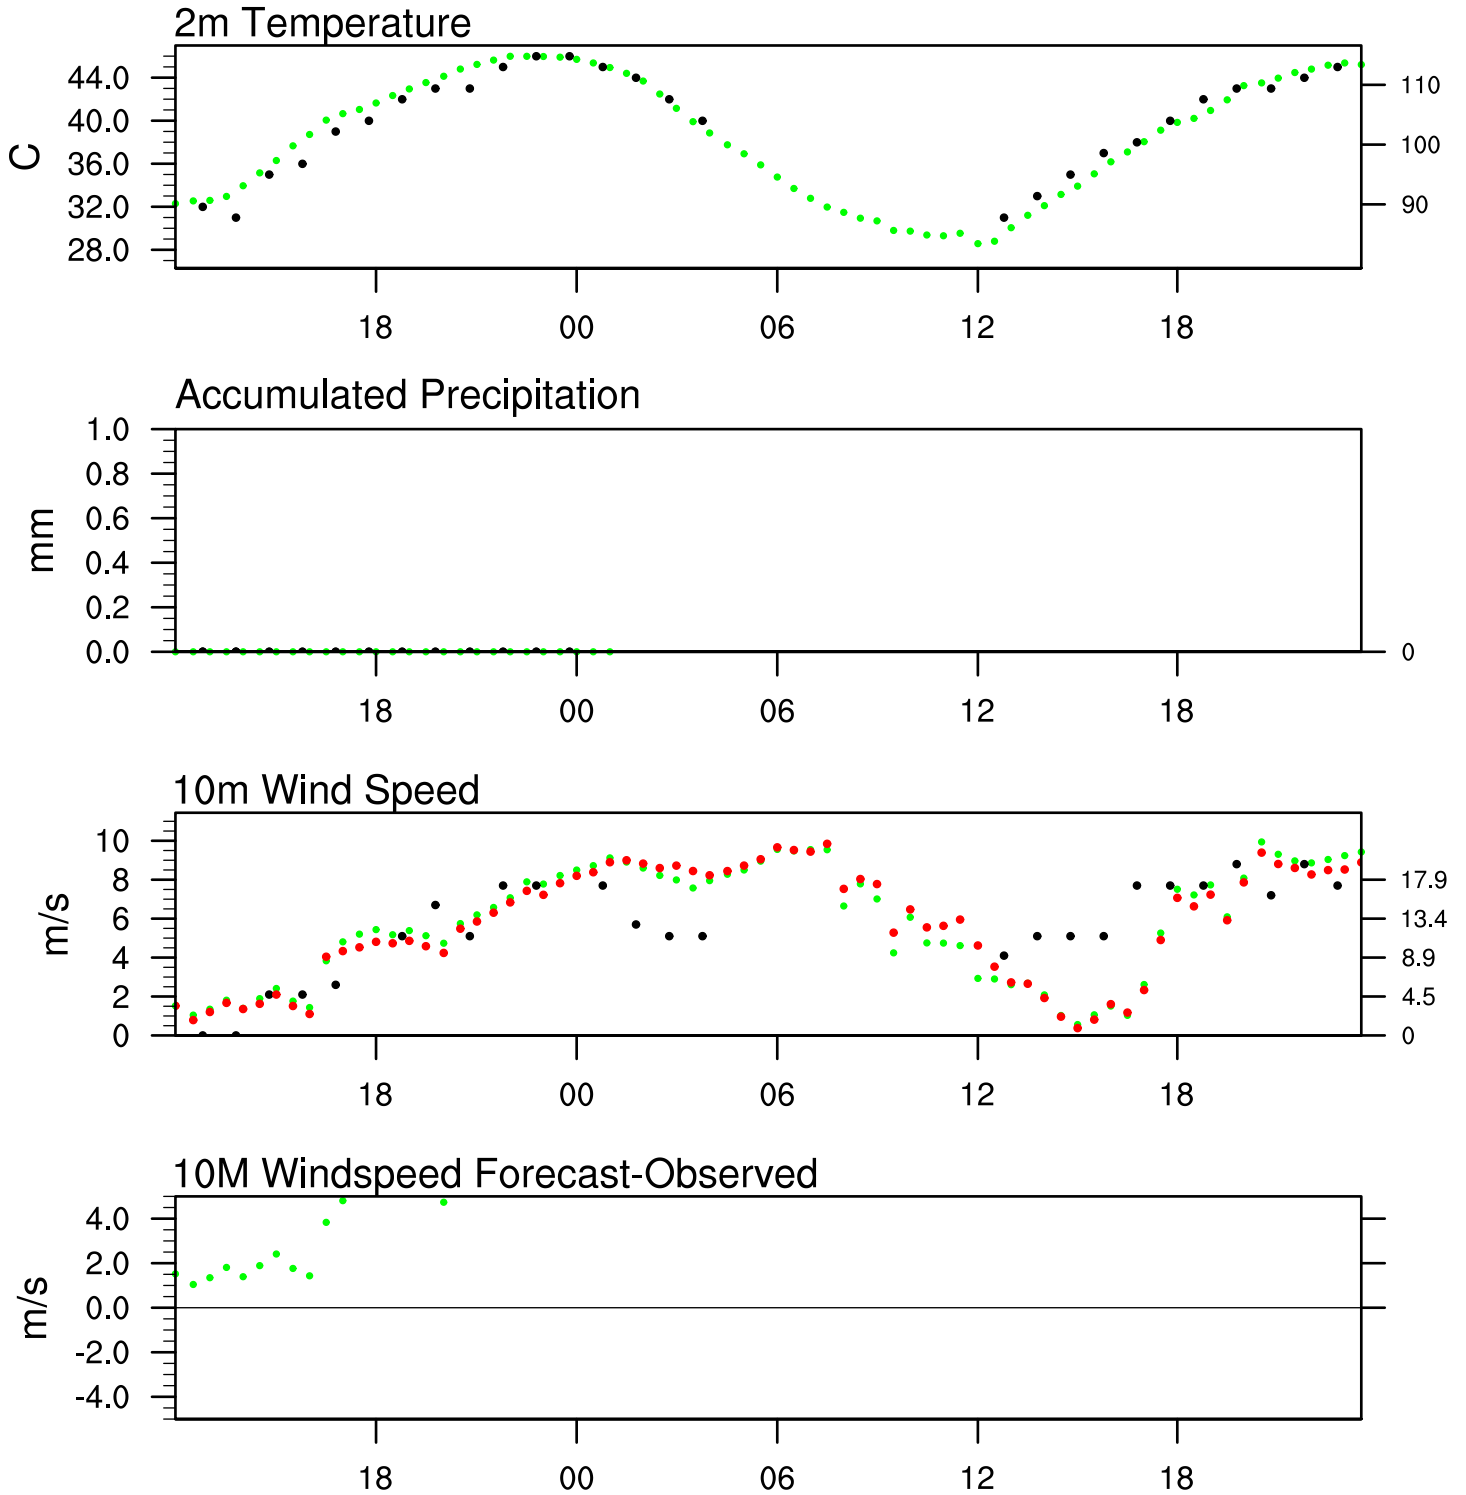 2m Temperature
44.0
40.0
36.0
32.0
28.0
C
110
100
90
18 00 06 12 18
Accumulated Precipitation
1.0
0.8
0.6
0.4
0.2
0.0
mm
0
18 00 06 12 18
10m Wind Speed
10
8
6
4
2
0
m/s
17.9
13.4
8.9
4.5
0
18 00 06 12 18
10M Windspeed Forecast-Observed
4.0
2.0
0.0
-2.0
-4.0
m/s
18 00 06 12 18